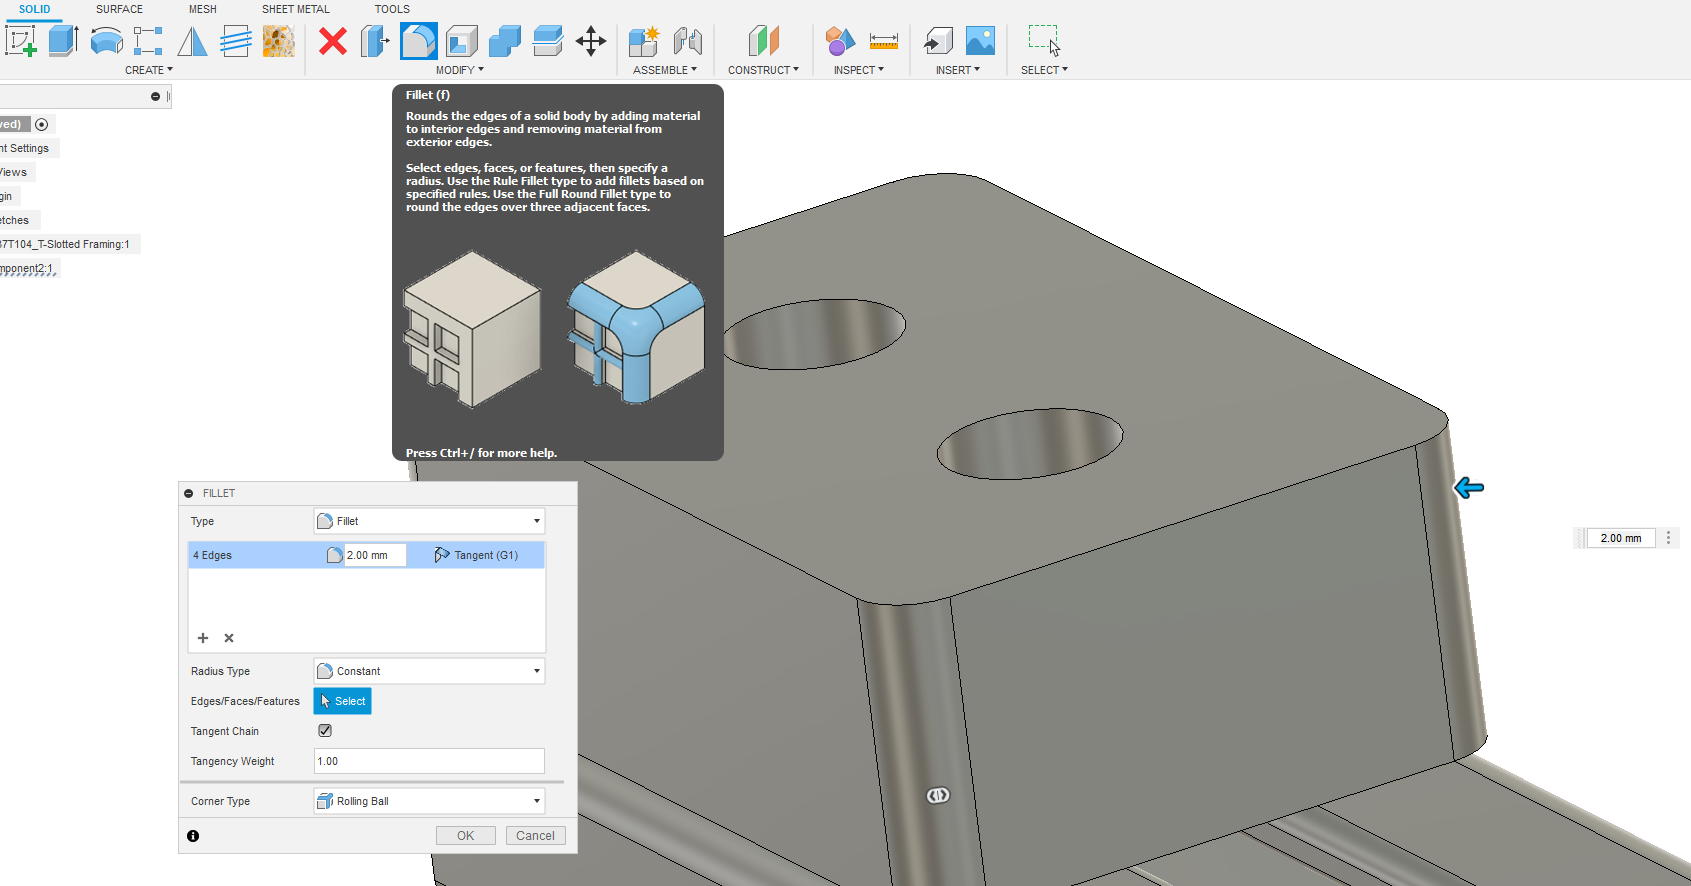 SOLID SURFACE MESH SHEET METAL TOOLS
CREATE MODIFY ASSEMBLE CONSTRUCT INSPECT INSERT SELECT
ved)
nt Settings
Views
gin
etches
37T104_T-Slotted Framing:1
mponent2:1
Fillet (f)
Rounds the edges of a solid body by adding material
to interior edges and removing material from
exterior edges.
Select edges, faces, or features, then specify a
radius. Use the Rule Fillet type to add fillets based on
specified rules. Use the Full Round Fillet type to
round the edges over three adjacent faces.
Press Ctrl+/ for more help.
FILLET
Type Fillet
4 Edges 2.00 mm Tangent (G1)
Radius Type Constant
Edges/Faces/Features Select
Tangent Chain
Tangency Weight 1.00
Corner Type Rolling Ball
OK Cancel
2.00 mm